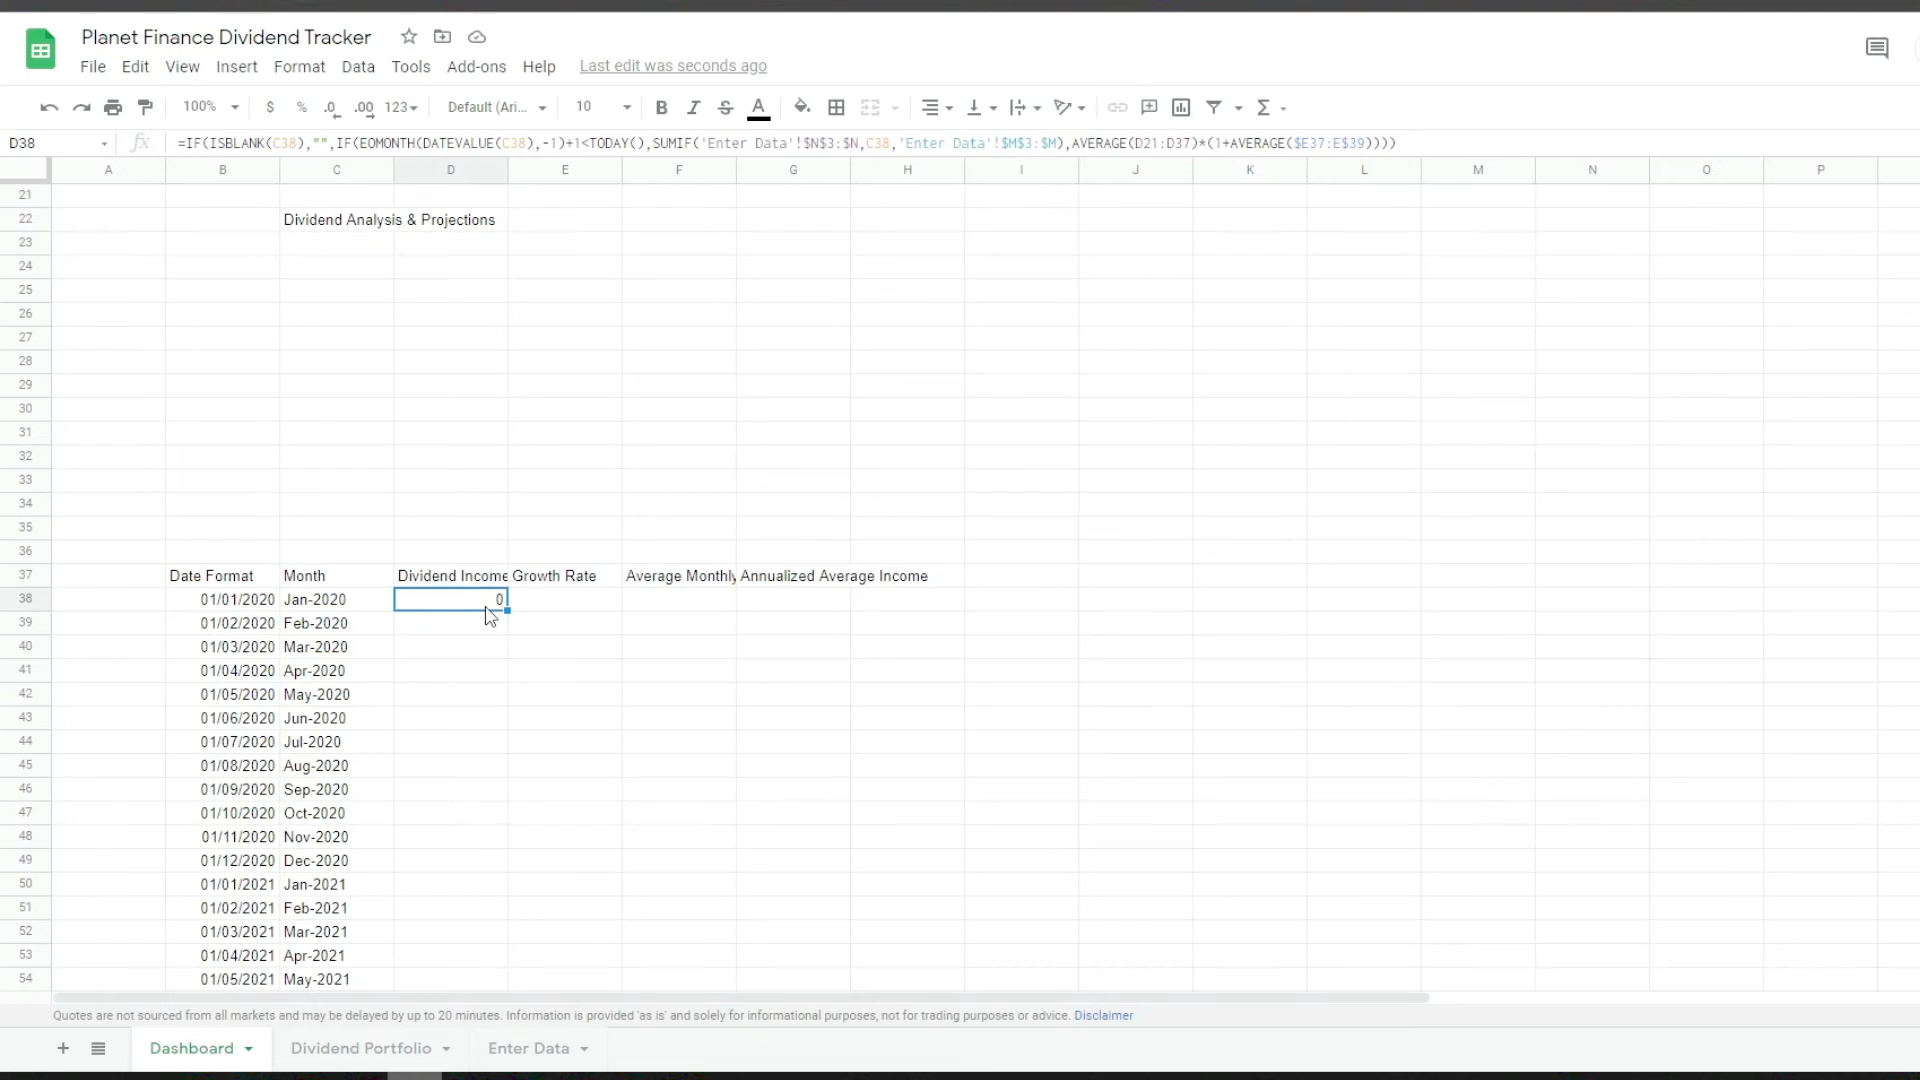 Planet Finance Dividend Tracker
File Edit View Insert Format Data Tools Add-ons Help Last edit was seconds ago
100% $ % .0 .00 123 Default (Ari... 10 B I S A Σ
D38 fx =IF(ISBLANK(C38),"",IF(EOMONTH(DATEVALUE(C38),-1)+1<TODAY(),SUMIF('Enter Data'!$N$3:$N,C38,'Enter Data'!$M$3:$M),AVERAGE(D21:D37)*(1+AVERAGE($E37:E$39))))
A B C D E F G H I J K L M N O P
21
22 Dividend Analysis & Projections
23
24
25
26
27
28
29
30
31
32
33
34
35
36
37 Date Format Month Dividend Income Growth Rate Average Monthly Annualized Average Income
38 01/01/2020 Jan-2020 0
39 01/02/2020 Feb-2020
40 01/03/2020 Mar-2020
41 01/04/2020 Apr-2020
42 01/05/2020 May-2020
43 01/06/2020 Jun-2020
44 01/07/2020 Jul-2020
45 01/08/2020 Aug-2020
46 01/09/2020 Sep-2020
47 01/10/2020 Oct-2020
48 01/11/2020 Nov-2020
49 01/12/2020 Dec-2020
50 01/01/2021 Jan-2021
51 01/02/2021 Feb-2021
52 01/03/2021 Mar-2021
53 01/04/2021 Apr-2021
54 01/05/2021 May-2021
Quotes are not sourced from all markets and may be delayed by up to 20 minutes. Information is provided 'as is' and solely for informational purposes, not for trading purposes or advice. Disclaimer
+ Dashboard Dividend Portfolio Enter Data